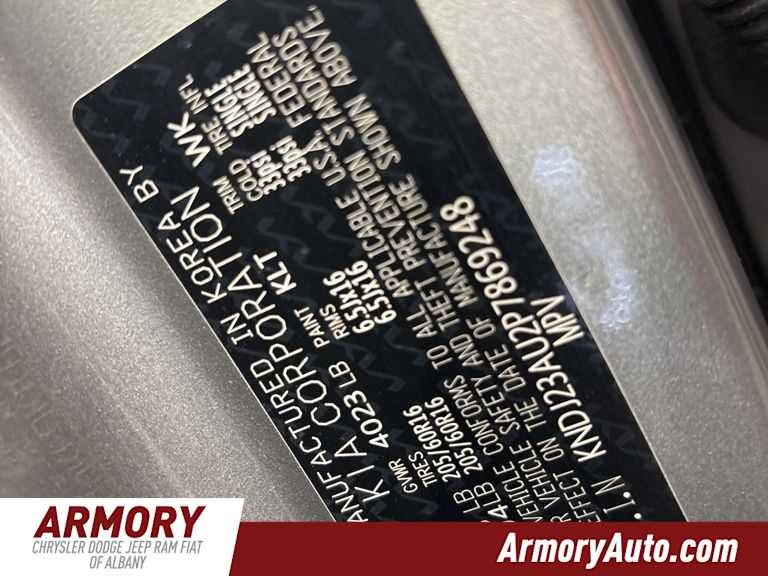 MANUFACTURED IN KOREA BY
KIA CORPORATION
GVWR 4023 LB PAINT KLT TRIM WK
TIRES RIMS COLD TIRE INFL
LB 205/60R16 6.5JX16 33psi SINGLE
LB 205/60R16 6.5JX16 33psi SINGLE
VEHICLE CONFORMS TO ALL APPLICABLE U.S.A. FEDERAL
VEHICLE SAFETY AND THEFT PREVENTION STANDARDS
EFFECT ON THE DATE OF MANUFACTURE SHOWN ABOVE.
V.I.N KNDJ23AU2P7869248
MPV
ARMORY
CHRYSLER DODGE JEEP RAM FIAT
OF ALBANY
ArmoryAuto.com